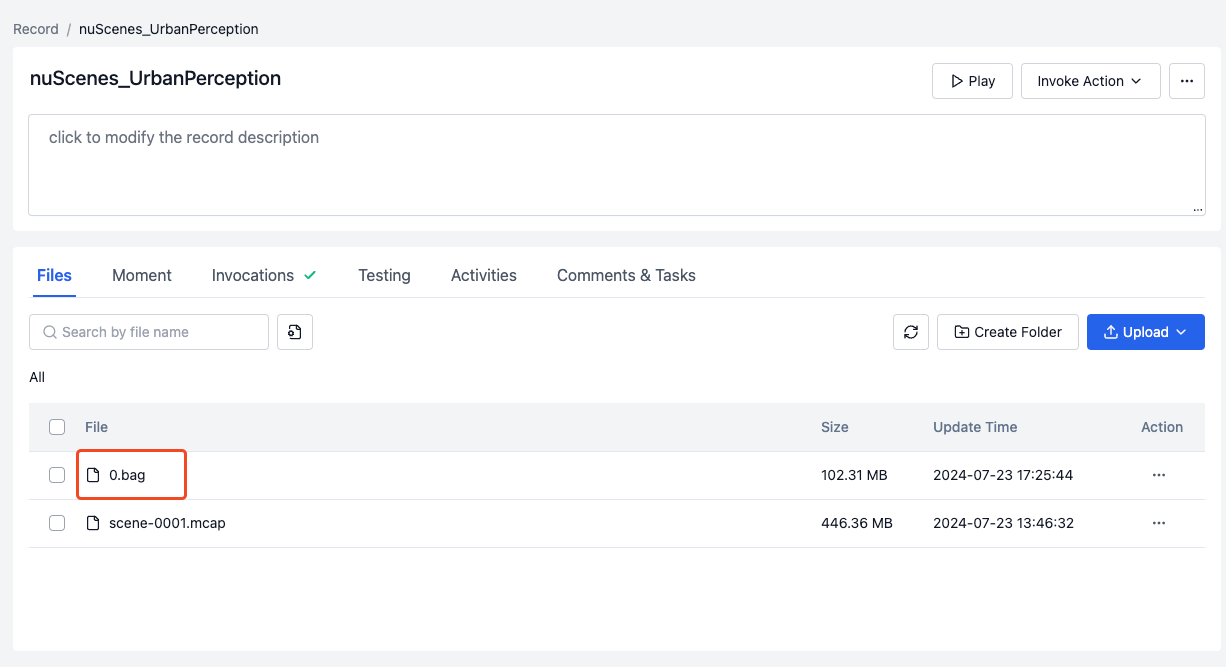 Record / nuScenes_UrbanPerception
nuScenes_UrbanPerception
Play
Invoke Action
click to modify the record description
Files Moment Invocations Testing Activities Comments & Tasks
Search by file name
Create Folder
Upload
All
File Size Update Time Action
0.bag 102.31 MB 2024-07-23 17:25:44
scene-0001.mcap 446.36 MB 2024-07-23 13:46:32